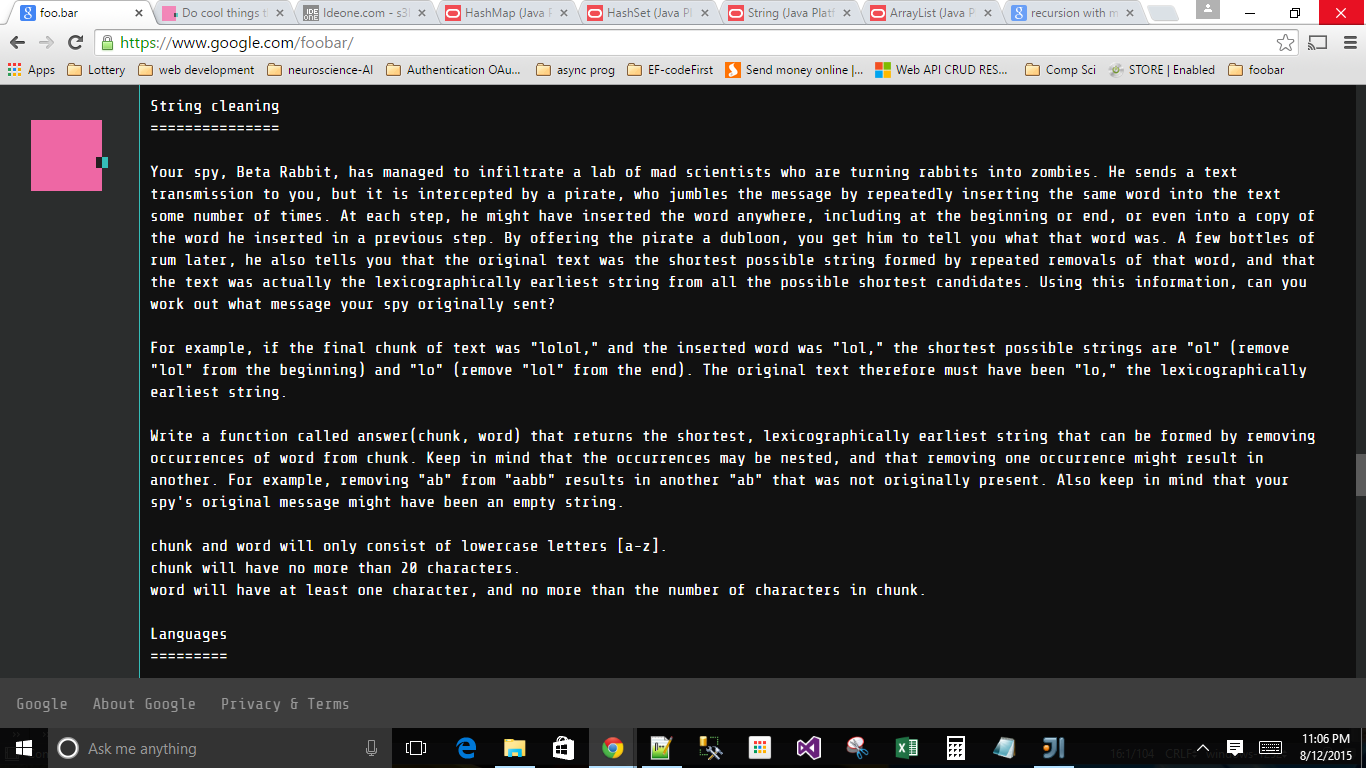 foo.bar
Do cool things t
Ideone.com - s3l
HashMap (Java P
HashSet (Java Pl
String (Java Platf
ArrayList (Java P
recursion with m
https://www.google.com/foobar/
Apps Lottery web development neuroscience-AI Authentication OAu... async prog EF-codeFirst Send money online |... Web API CRUD RES... Comp Sci STORE | Enabled foobar
String cleaning
===============
Your spy, Beta Rabbit, has managed to infiltrate a lab of mad scientists who are turning rabbits into zombies. He sends a text
transmission to you, but it is intercepted by a pirate, who jumbles the message by repeatedly inserting the same word into the text
some number of times. At each step, he might have inserted the word anywhere, including at the beginning or end, or even into a copy of
the word he inserted in a previous step. By offering the pirate a dubloon, you get him to tell you what that word was. A few bottles of
rum later, he also tells you that the original text was the shortest possible string formed by repeated removals of that word, and that
the text was actually the lexicographically earliest string from all the possible shortest candidates. Using this information, can you
work out what message your spy originally sent?
For example, if the final chunk of text was "lolol," and the inserted word was "lol," the shortest possible strings are "ol" (remove
"lol" from the beginning) and "lo" (remove "lol" from the end). The original text therefore must have been "lo," the lexicographically
earliest string.
Write a function called answer(chunk, word) that returns the shortest, lexicographically earliest string that can be formed by removing
occurrences of word from chunk. Keep in mind that the occurrences may be nested, and that removing one occurrence might result in
another. For example, removing "ab" from "aabb" results in another "ab" that was not originally present. Also keep in mind that your
spy's original message might have been an empty string.
chunk and word will only consist of lowercase letters [a-z].
chunk will have no more than 20 characters.
word will have at least one character, and no more than the number of characters in chunk.
Languages
=========
Google About Google Privacy & Terms
Ask me anything
11:06 PM
8/12/2015